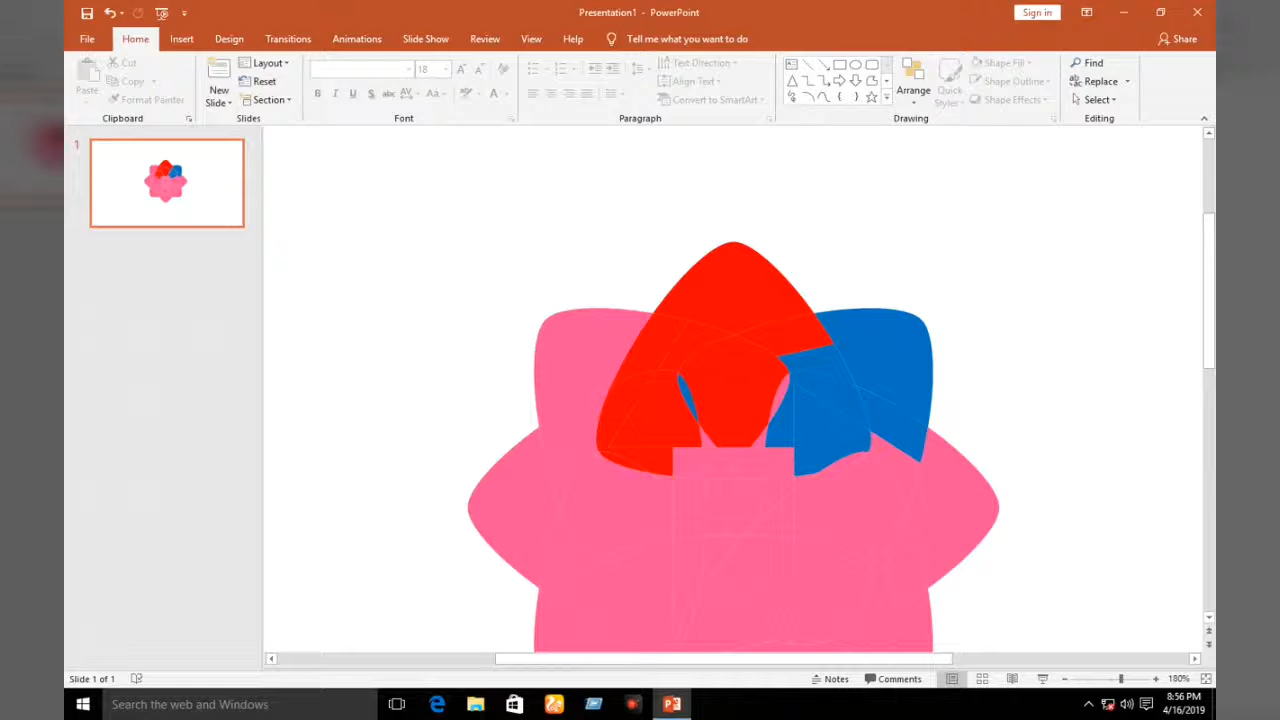 Presentation1 - PowerPoint
Sign in
File Home Insert Design Transitions Animations Slide Show Review View Help Tell me what you want to do Share
Paste
Cut
Copy
Format Painter
Clipboard
New Slide
Layout
Reset
Section
Slides
18
B I U S abc AV Aa A
Font
Text Direction
Align Text
Convert to SmartArt
Paragraph
Arrange
Quick Styles
Shape Fill
Shape Outline
Shape Effects
Drawing
Find
Replace
Select
Editing
1
Slide 1 of 1
Notes
Comments
180%
Search the web and Windows
8:56 PM
4/16/2019